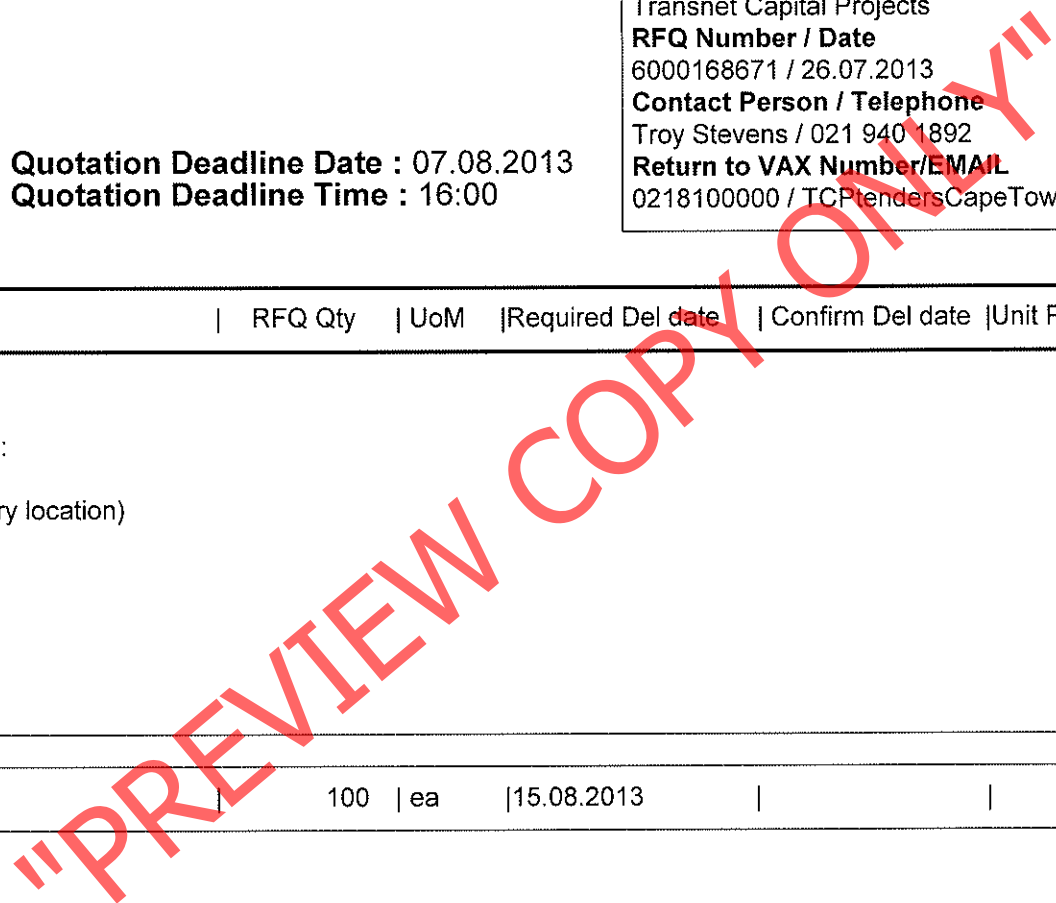 Transnet Capital Projects
RFQ Number / Date
6000168671 / 26.07.2013
Contact Person / Telephone
Troy Stevens / 021 940 1892
Return to VAX Number/EMAIL
0218100000 / TCPtendersCapeTow
Quotation Deadline Date : 07.08.2013
Quotation Deadline Time : 16:00
| RFQ Qty | UoM |Required Del date | Confirm Del date |Unit P
:
ry location)
| 100 | ea |15.08.2013 | |
"PREVIEW COPY ONLY"